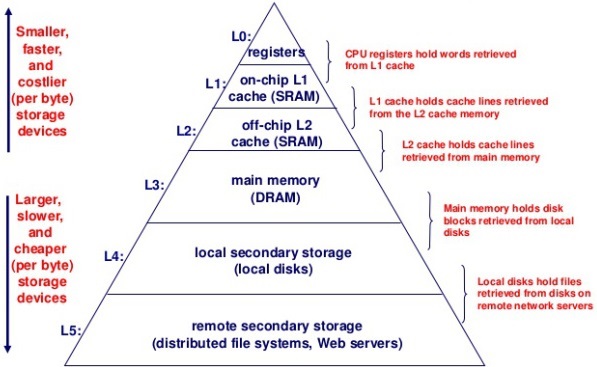 Smaller,
faster,
and
costlier
(per byte)
storage
devices
Larger,
slower,
and
cheaper
(per byte)
storage
devices
L0:
registers
L1:
on-chip L1
cache (SRAM)
L2:
off-chip L2
cache (SRAM)
L3:
main memory
(DRAM)
L4:
local secondary storage
(local disks)
L5:
remote secondary storage
(distributed file systems, Web servers)
CPU registers hold words retrieved
from L1 cache
L1 cache holds cache lines retrieved
from the L2 cache memory
L2 cache holds cache lines
retrieved from main memory
Main memory holds disk
blocks retrieved from local
disks
Local disks hold files
retrieved from disks on
remote network servers